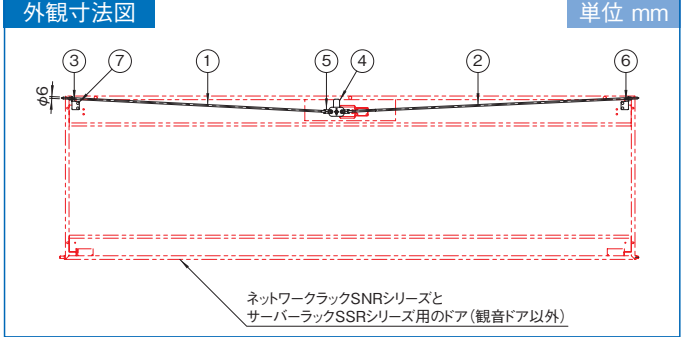 外観寸法図
単位 mm
③ ⑦ ① ⑤ ④ ② ⑥
φ6
ネットワークラックSNRシリーズと
サーバーラックSSRシリーズ用のドア(観音ドア以外)